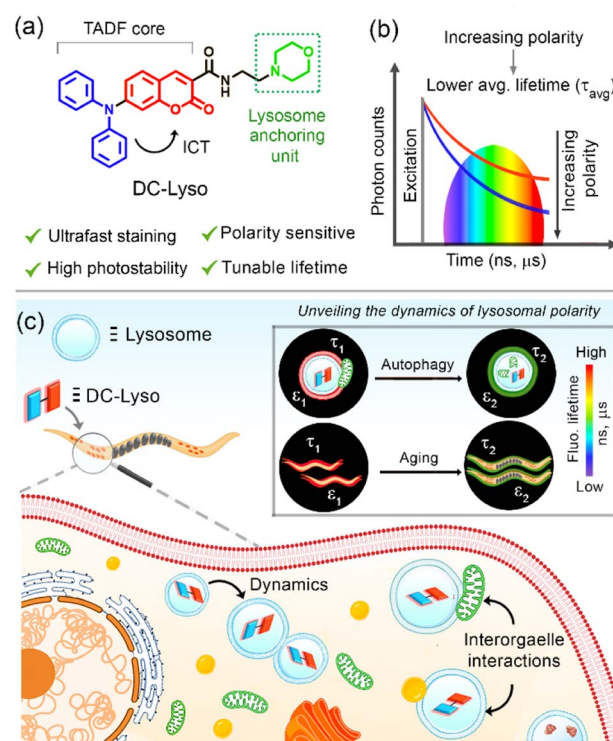 (a)
TADF core
O
N
H
N
O
O
O
N
ICT
Lysosome
anchoring
unit
DC-Lyso
✓ Ultrafast staining
✓ Polarity sensitive
✓ High photostability
✓ Tunable lifetime
(b)
Increasing polarity
Lower avg. lifetime (τavg)
Photon counts
Excitation
Increasing
polarity
Time (ns, μs)
(c)
Lysosome
DC-Lyso
Unveiling the dynamics of lysosomal polarity
τ1
ε1
Autophagy
τ2
ε2
τ1
ε1
Aging
τ2
ε2
High
Fluo. lifetime
ns, μs
Low
Dynamics
Interorgaelle
interactions